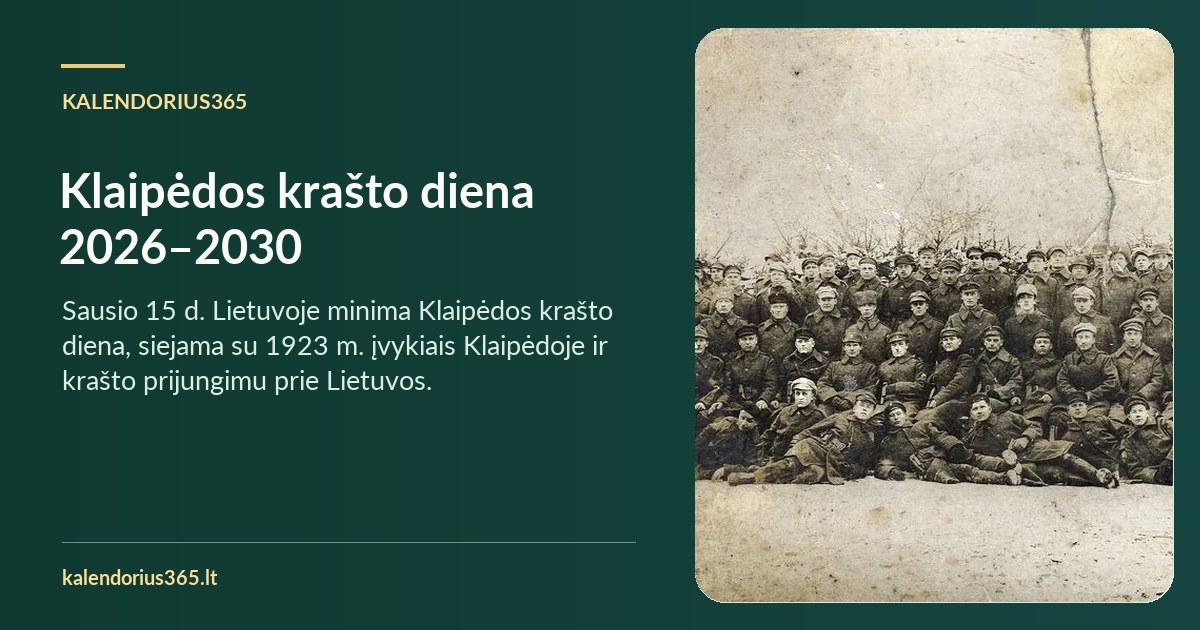 KALENDORIUS365
Klaipėdos krašto diena
2026–2030
Sausio 15 d. Lietuvoje minima Klaipėdos krašto
diena, siejama su 1923 m. įvykiais Klaipėdoje ir
krašto prijungimu prie Lietuvos.
kalendorius365.lt